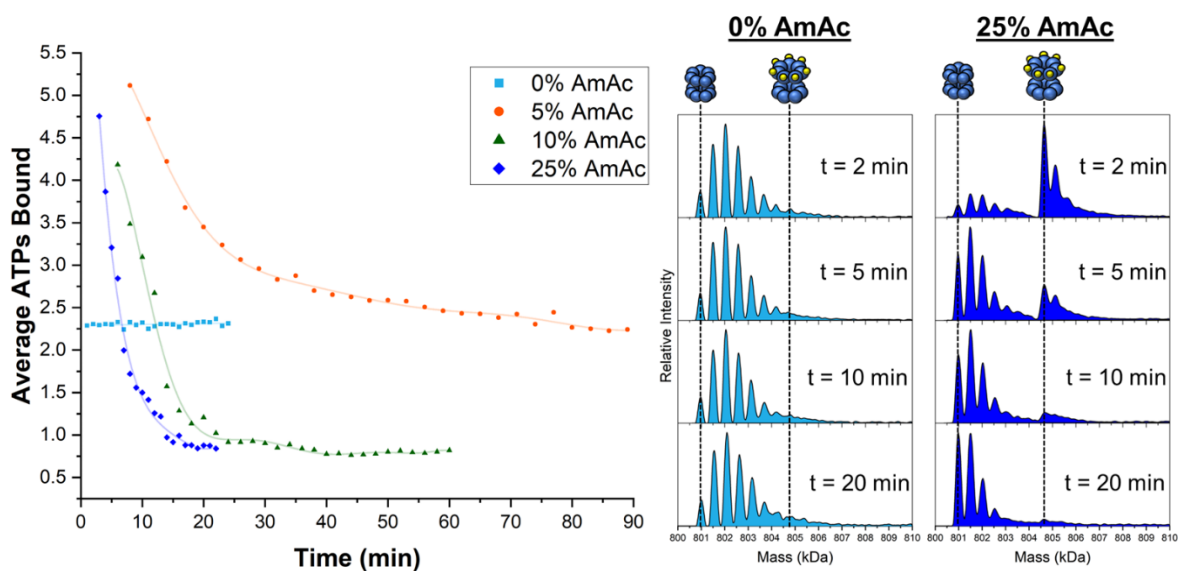 Average ATPs Bound
5.5
5.0
4.5
4.0
3.5
3.0
2.5
2.0
1.5
1.0
0.5
0 10 20 30 40 50 60 70 80 90
Time (min)
0% AmAc
5% AmAc
10% AmAc
25% AmAc
0% AmAc
Relative Intensity
t = 2 min
t = 5 min
t = 10 min
t = 20 min
800 801 802 803 804 805 806 807 808 809 810
Mass (kDa)
25% AmAc
t = 2 min
t = 5 min
t = 10 min
t = 20 min
800 801 802 803 804 805 806 807 808 809 810
Mass (kDa)